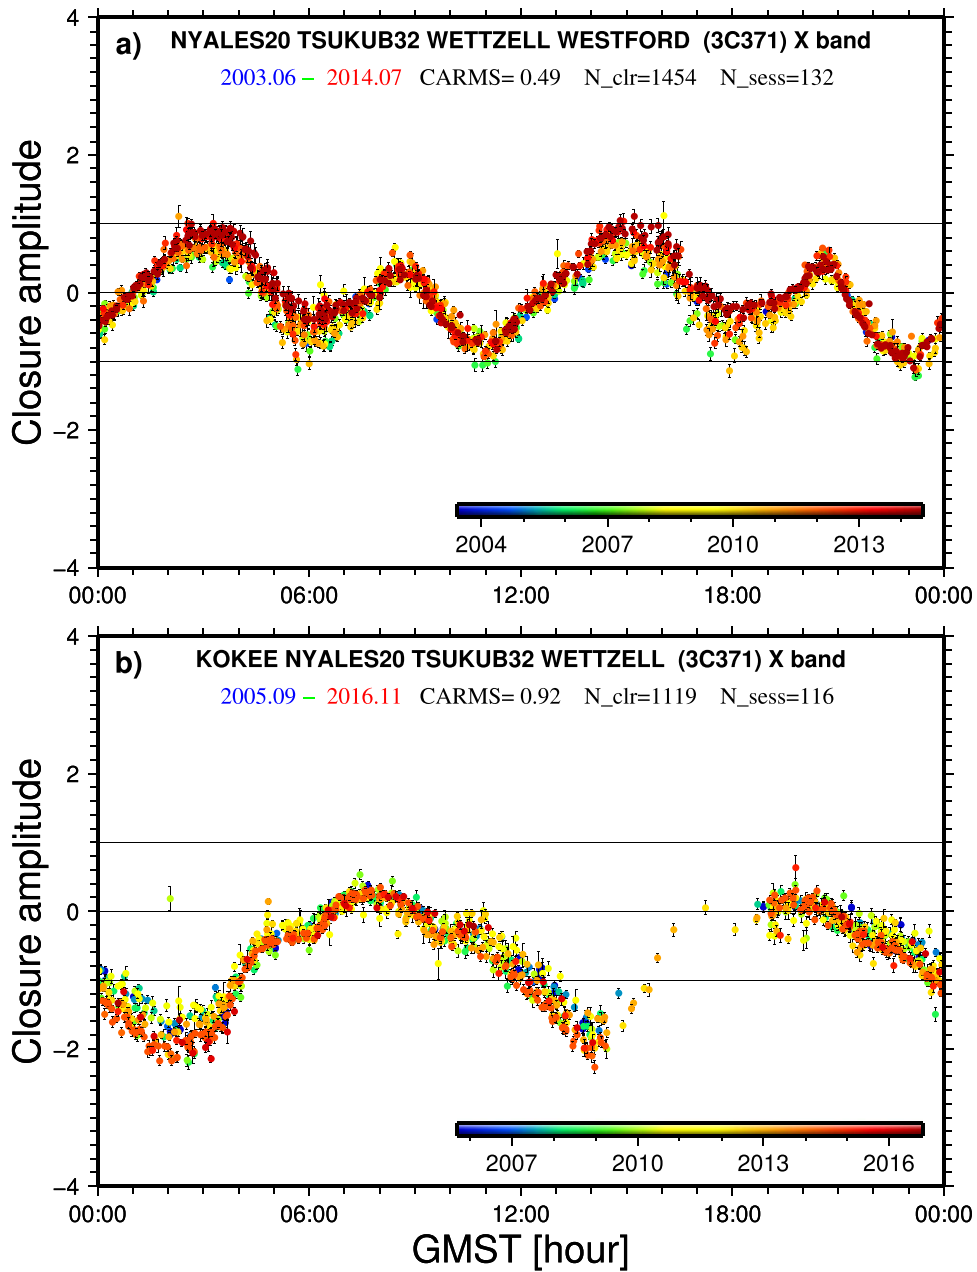 a) NYALES20 TSUKUB32 WETTZELL WESTFORD (3C371) X band
2003.06 – 2014.07 CARMS= 0.49 N_clr=1454 N_sess=132
Closure amplitude
4
2
0
−2
−4
2004 2007 2010 2013
00:00 06:00 12:00 18:00 00:00
b) KOKEE NYALES20 TSUKUB32 WETTZELL (3C371) X band
2005.09 – 2016.11 CARMS= 0.92 N_clr=1119 N_sess=116
Closure amplitude
4
2
0
−2
−4
2007 2010 2013 2016
00:00 06:00 12:00 18:00 00:00
GMST [hour]